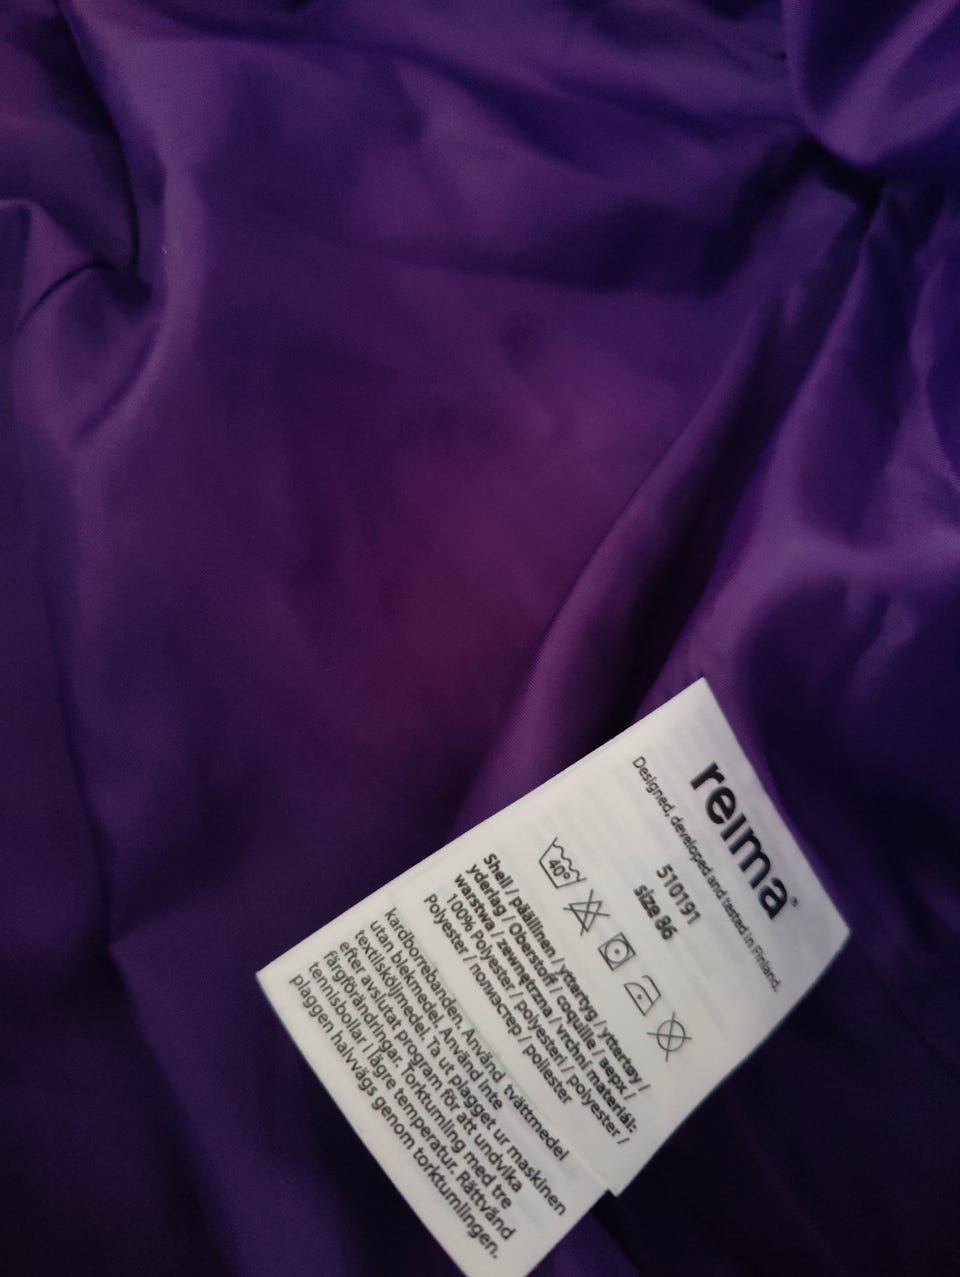 reima®
Designed, developed and tested in Finland.
510191
size 86
40°
Shell / päällinen / yttertyg / yttertøy /
yderlag / Oberstoff / coquille / верх /
warstwa / zewnętrzna / vrchní materiál:
100% Polyester / polyesteri / polyester /
Polyester / полиэстер / poliester
kardborrebanden. Använd tvättmedel
utan blekmedel. Använd inte
textilsköljmedel. Ta ut plagget ur maskinen
efter avslutat program för att undvika
färgförändringar. Torktumling med tre
tennisbollar i lägre temperatur. Rättvänd
plaggen halvvägs genom torktumlingen.